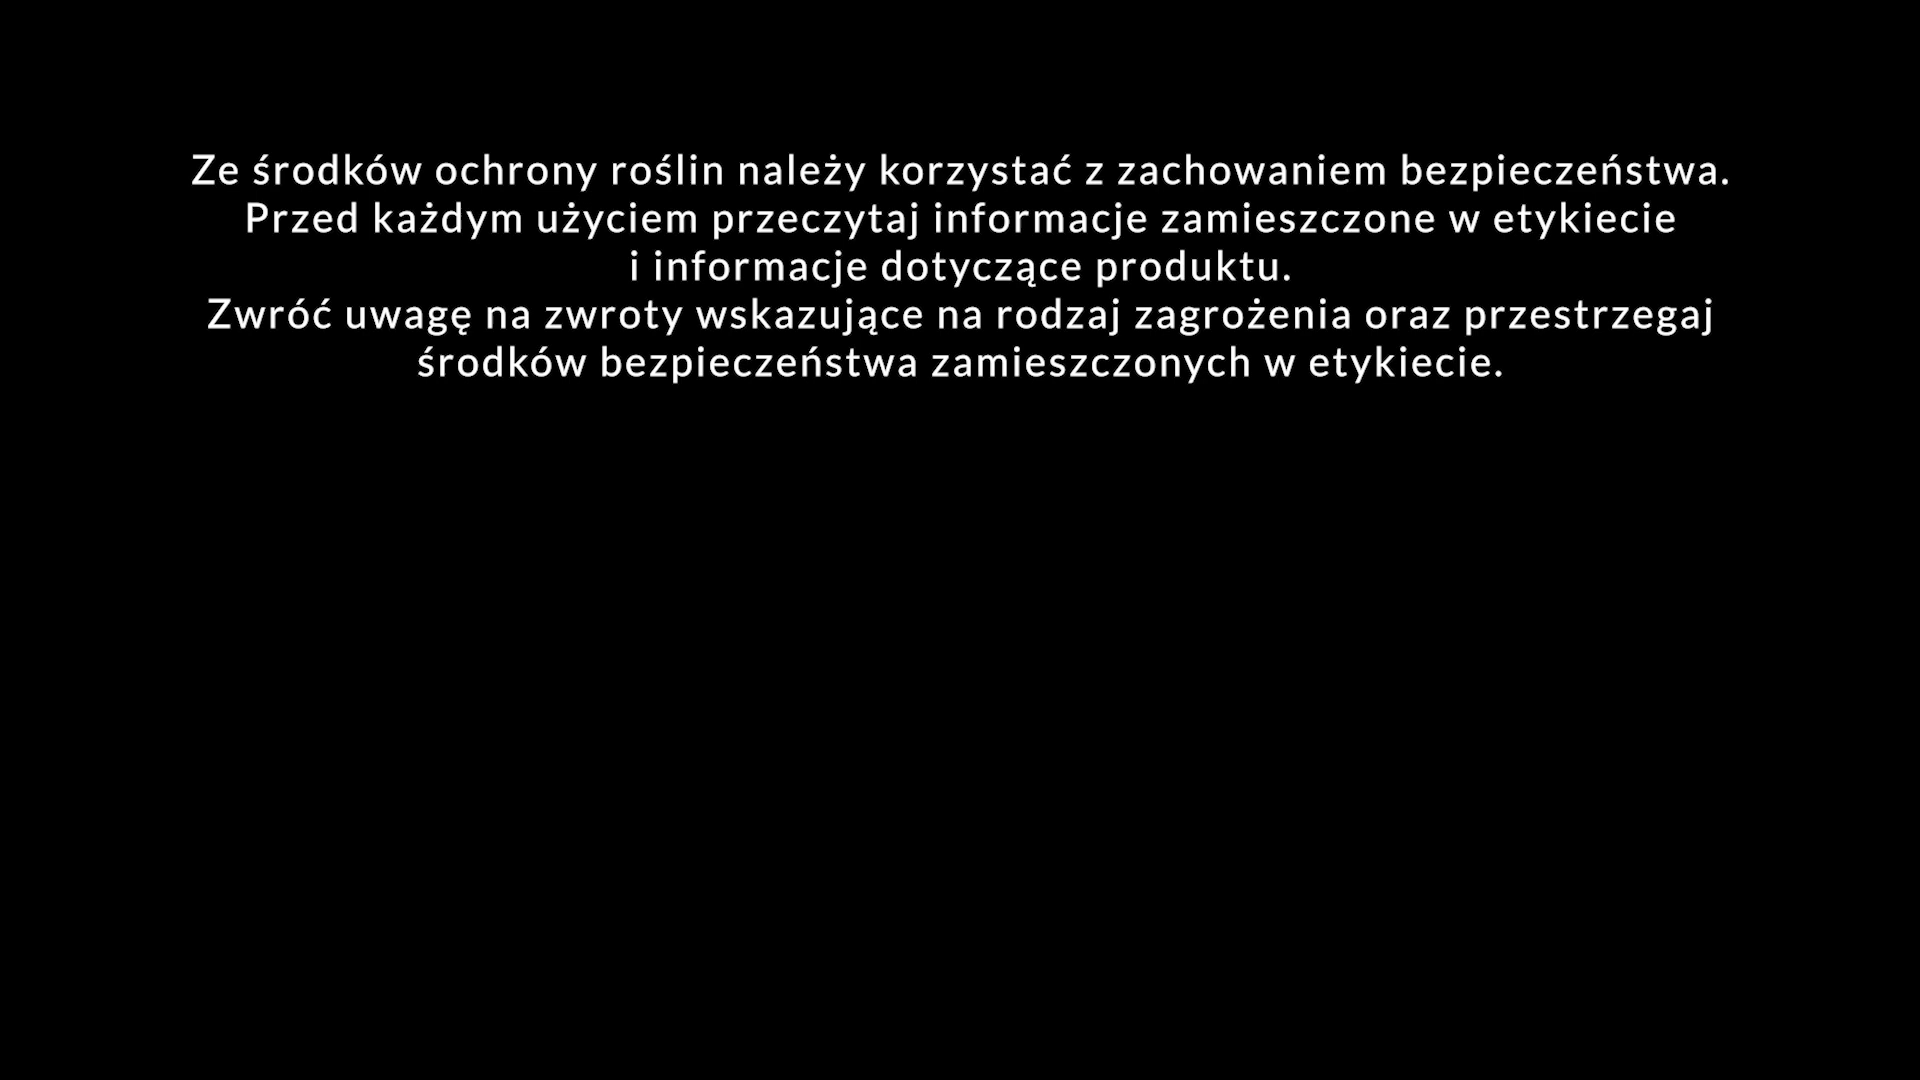 Ze środków ochrony roślin należy korzystać z zachowaniem bezpieczeństwa.
Przed każdym użyciem przeczytaj informacje zamieszczone w etykiecie
i informacje dotyczące produktu.
Zwróć uwagę na zwroty wskazujące na rodzaj zagrożenia oraz przestrzegaj
środków bezpieczeństwa zamieszczonych w etykiecie.